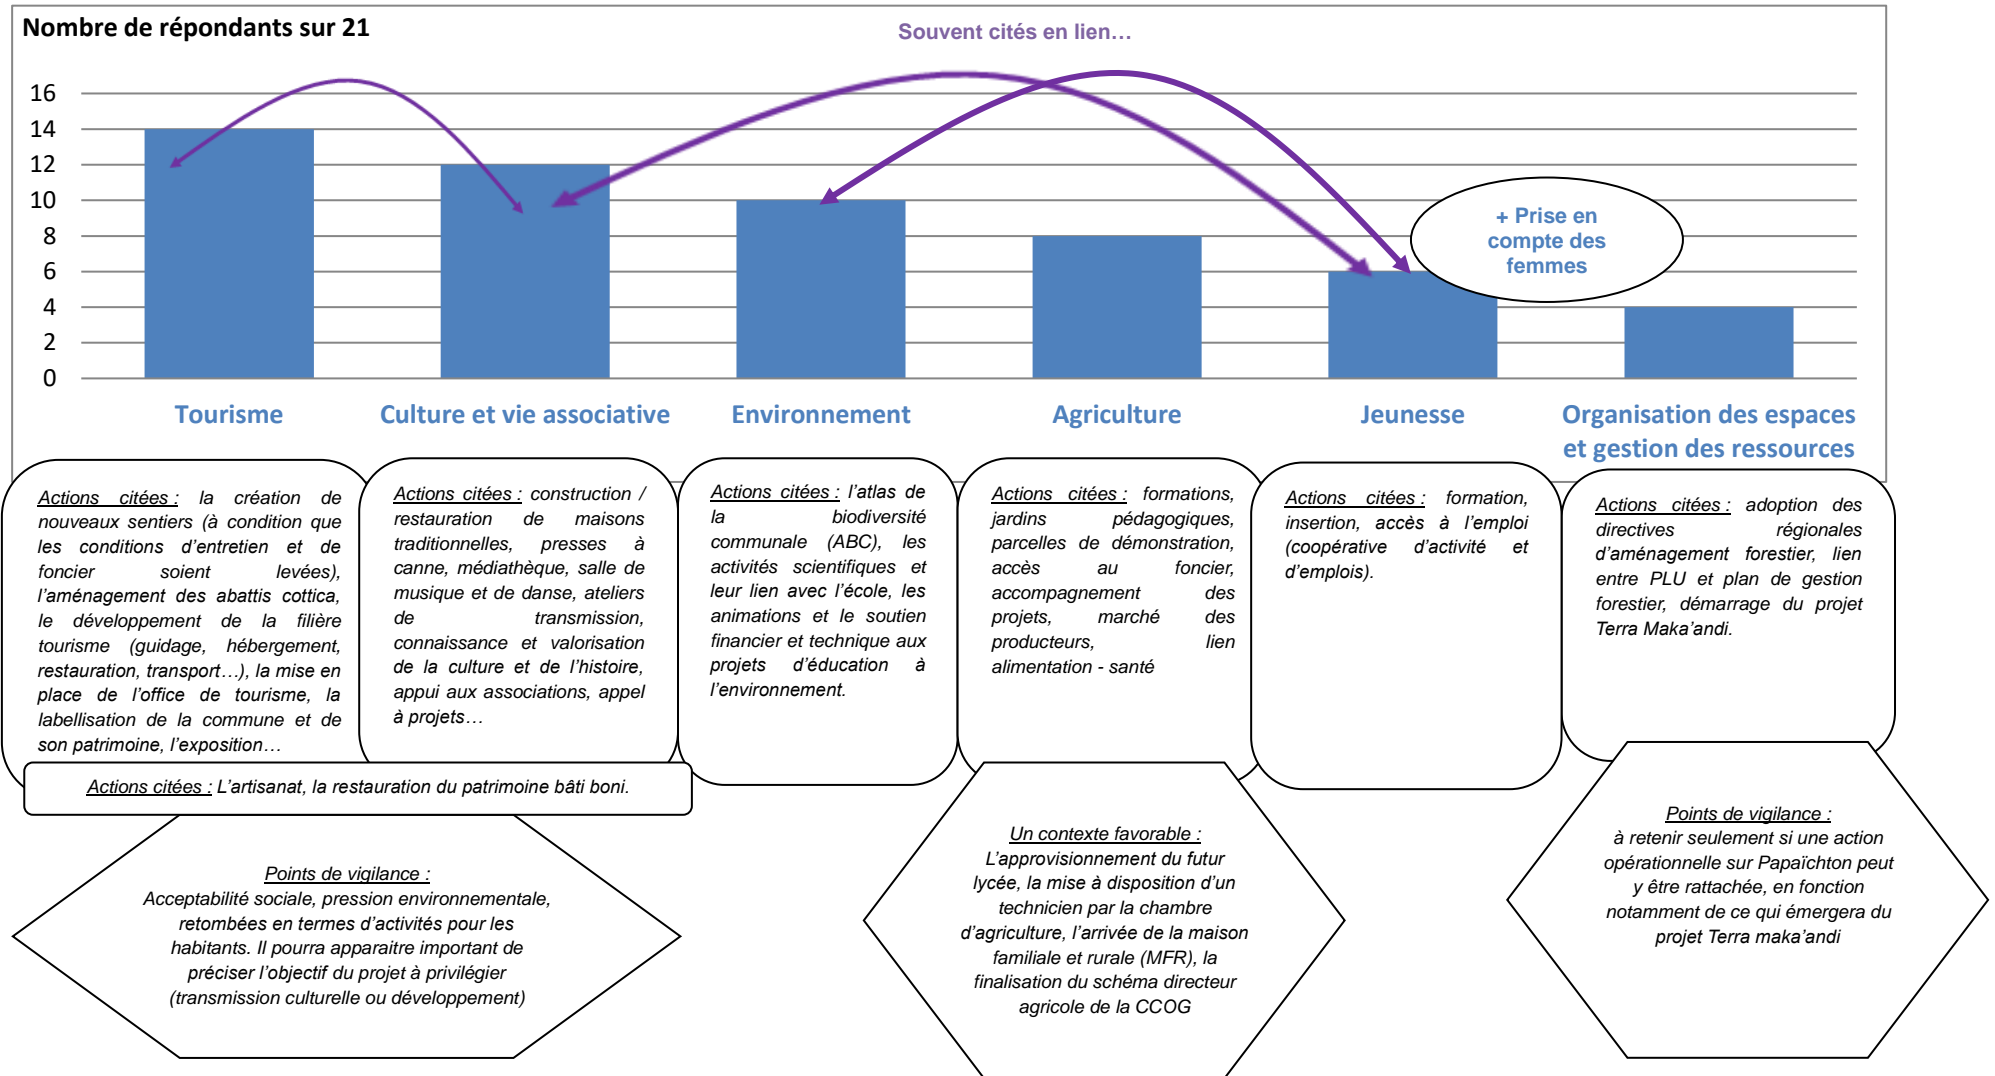 Nombre de répondants sur 21
Souvent cités en lien…
16
14
12
10
8
6
4
2
0
+ Prise en
compte des
femmes
Tourisme
Culture et vie associative
Environnement
Agriculture
Jeunesse
Organisation des espaces
et gestion des ressources
Actions citées : la création de
nouveaux sentiers (à condition que
les conditions d'entretien et de
foncier soient levées),
l'aménagement des abattis cottica,
le développement de la filière
tourisme (guidage, hébergement,
restauration, transport…), la mise en
place de l'office de tourisme, la
labellisation de la commune et de
son patrimoine, l'exposition…
Actions citées : construction /
restauration de maisons
traditionnelles, presses à
canne, médiathèque, salle de
musique et de danse, ateliers
de transmission,
connaissance et valorisation
de la culture et de l'histoire,
appui aux associations, appel
à projets…
Actions citées : l'atlas de
la biodiversité
communale (ABC), les
activités scientifiques et
leur lien avec l'école, les
animations et le soutien
financier et technique aux
projets d'éducation à
l'environnement.
Actions citées : formations,
jardins pédagogiques,
parcelles de démonstration,
accès au foncier,
accompagnement des
projets, marché des
producteurs, lien
alimentation - santé
Actions citées : formation,
insertion, accès à l'emploi
(coopérative d'activité et
d'emplois).
Actions citées : adoption des
directives régionales
d'aménagement forestier, lien
entre PLU et plan de gestion
forestier, démarrage du projet
Terra Maka'andi.
Actions citées : L'artisanat, la restauration du patrimoine bâti boni.
Points de vigilance :
Acceptabilité sociale, pression environnementale,
retombées en termes d'activités pour les
habitants. Il pourra apparaitre important de
préciser l'objectif du projet à privilégier
(transmission culturelle ou développement)
Un contexte favorable :
L'approvisionnement du futur
lycée, la mise à disposition d'un
technicien par la chambre
d'agriculture, l'arrivée de la maison
familiale et rurale (MFR), la
finalisation du schéma directeur
agricole de la CCOG
Points de vigilance :
à retenir seulement si une action
opérationnelle sur Papaïchton peut
y être rattachée, en fonction
notamment de ce qui émergera du
projet Terra maka'andi